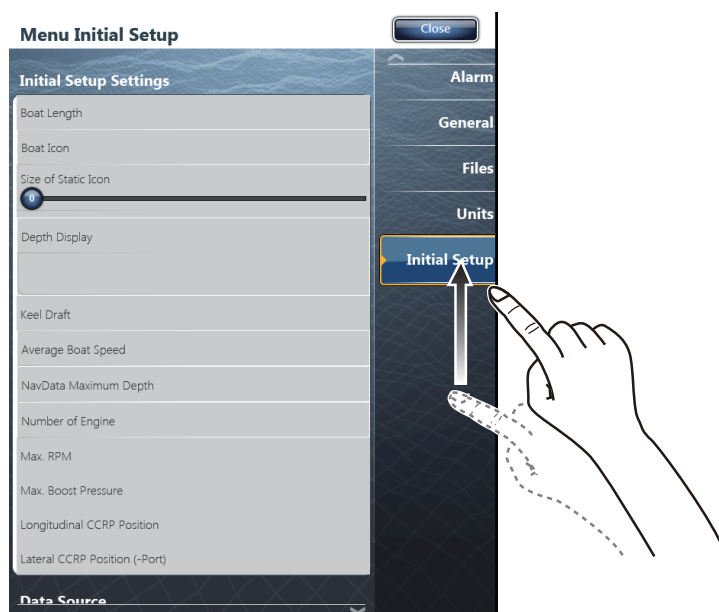 Menu Initial Setup
Close
Initial Setup Settings
Boat Length
Boat Icon
Size of Static Icon
0
Depth Display
Keel Draft
Average Boat Speed
NavData Maximum Depth
Number of Engine
Max. RPM
Max. Boost Pressure
Longitudinal CCRP Position
Lateral CCRP Position (-Port)
Data Source
Alarm
General
Files
Units
Initial Setup